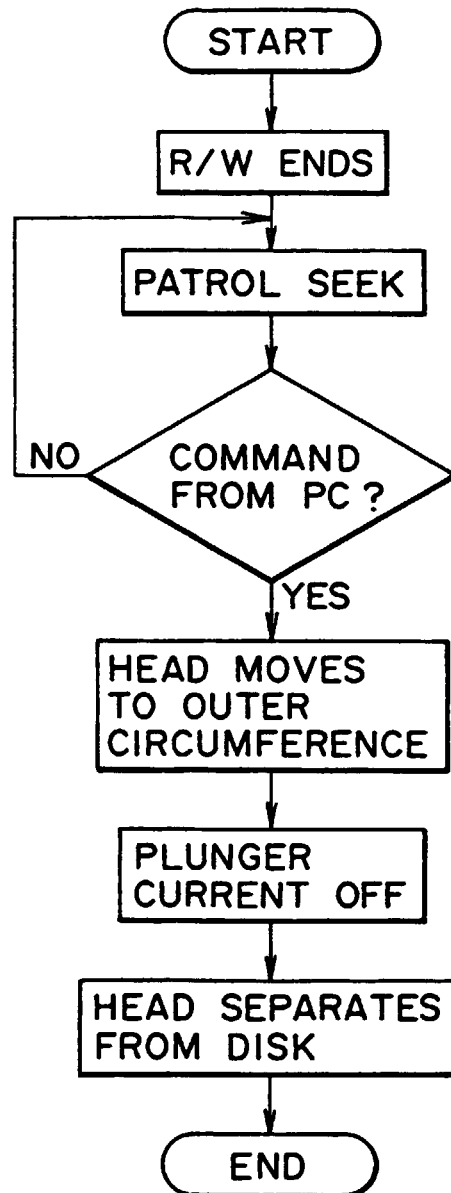 START
R/W ENDS
PATROL SEEK
NO
COMMAND
FROM PC?
YES
HEAD MOVES
TO OUTER
CIRCUMFERENCE
PLUNGER
CURRENT OFF
HEAD SEPARATES
FROM DISK
END